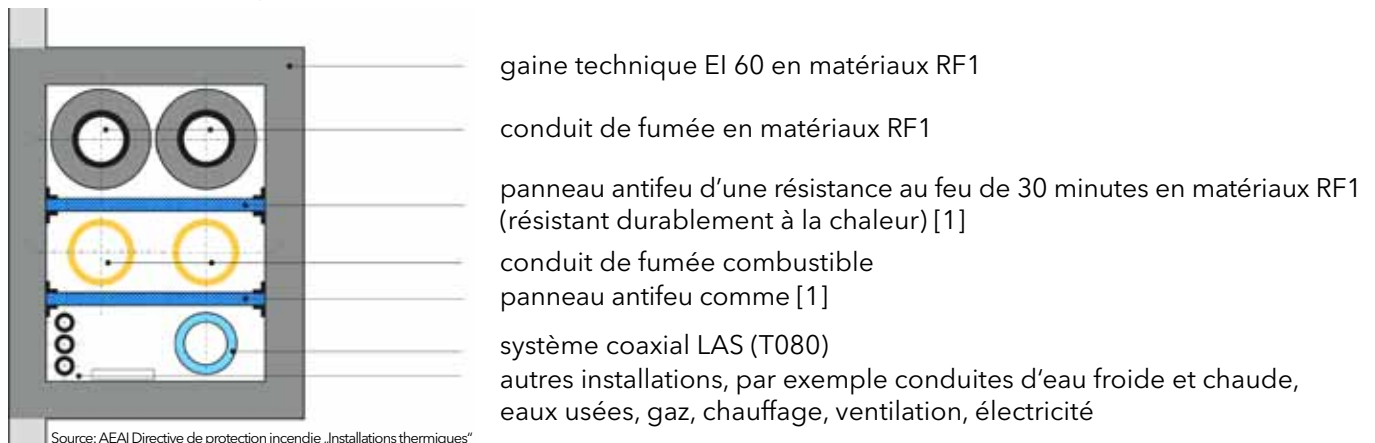 gaine technique EI 60 en matériaux RF1
conduit de fumée en matériaux RF1
panneau antifeu d’une résistance au feu de 30 minutes en matériaux RF1
(résistant durablement à la chaleur) [1]
conduit de fumée combustible
panneau antifeu comme [1]
système coaxial LAS (T080)
autres installations, par exemple conduites d’eau froide et chaude,
eaux usées, gaz, chauffage, ventilation, électricité
Source: AEAI Directive de protection incendie „Installations thermiques“